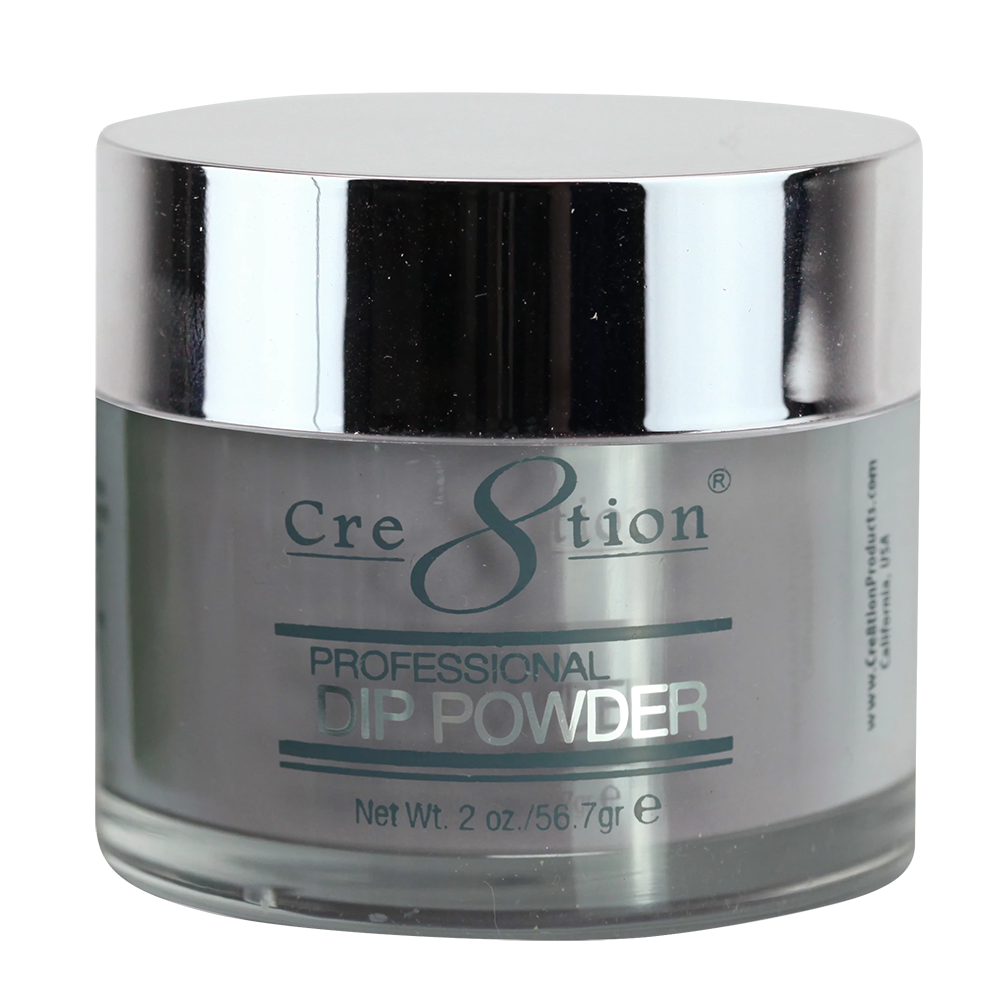 Cre8tion®
PROFESSIONAL
DIP POWDER
Net Wt. 2 oz./56.7gr e
www.Cre8tionProducts.com
California, USA